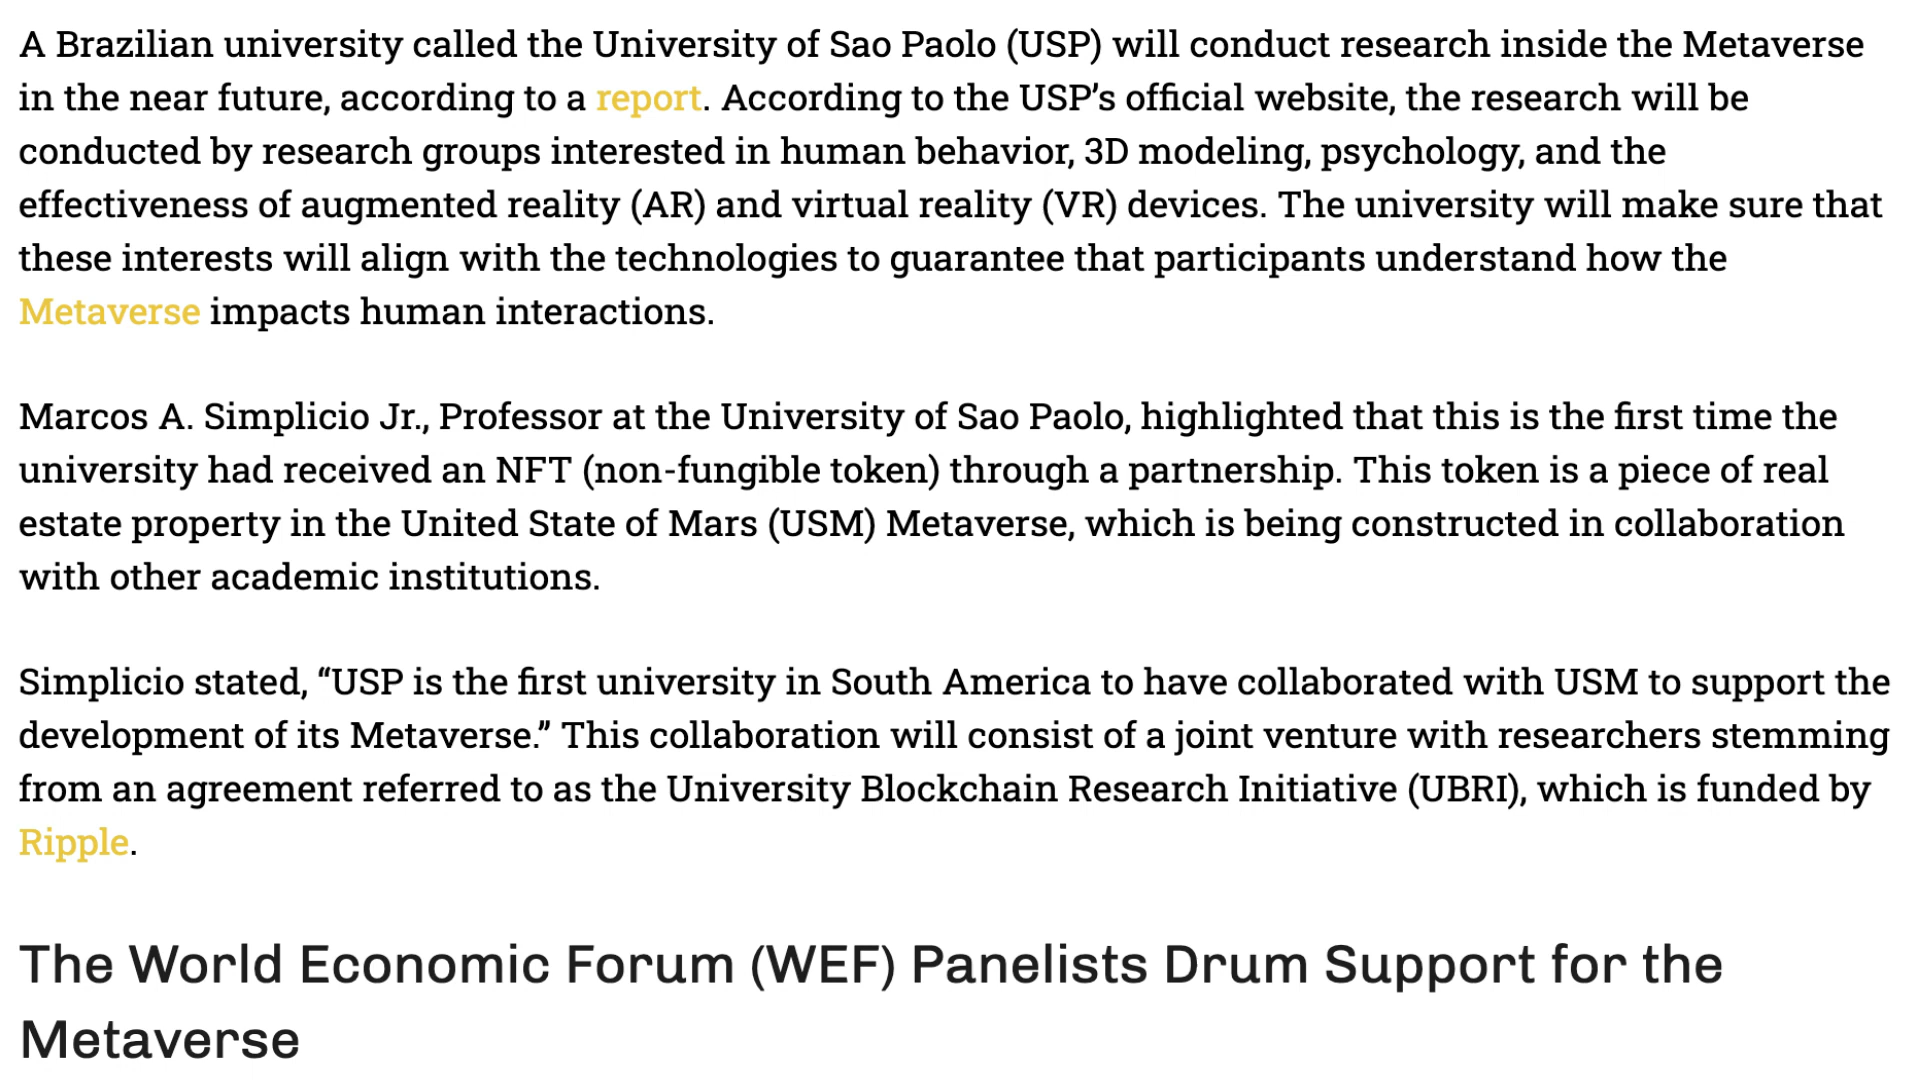 A Brazilian university called the University of Sao Paolo (USP) will conduct research inside the Metaverse
in the near future, according to a report. According to the USP’s official website, the research will be
conducted by research groups interested in human behavior, 3D modeling, psychology, and the
effectiveness of augmented reality (AR) and virtual reality (VR) devices. The university will make sure that
these interests will align with the technologies to guarantee that participants understand how the
Metaverse impacts human interactions.
Marcos A. Simplicio Jr., Professor at the University of Sao Paolo, highlighted that this is the first time the
university had received an NFT (non-fungible token) through a partnership. This token is a piece of real
estate property in the United State of Mars (USM) Metaverse, which is being constructed in collaboration
with other academic institutions.
Simplicio stated, “USP is the first university in South America to have collaborated with USM to support the
development of its Metaverse.” This collaboration will consist of a joint venture with researchers stemming
from an agreement referred to as the University Blockchain Research Initiative (UBRI), which is funded by
Ripple.
The World Economic Forum (WEF) Panelists Drum Support for the
Metaverse